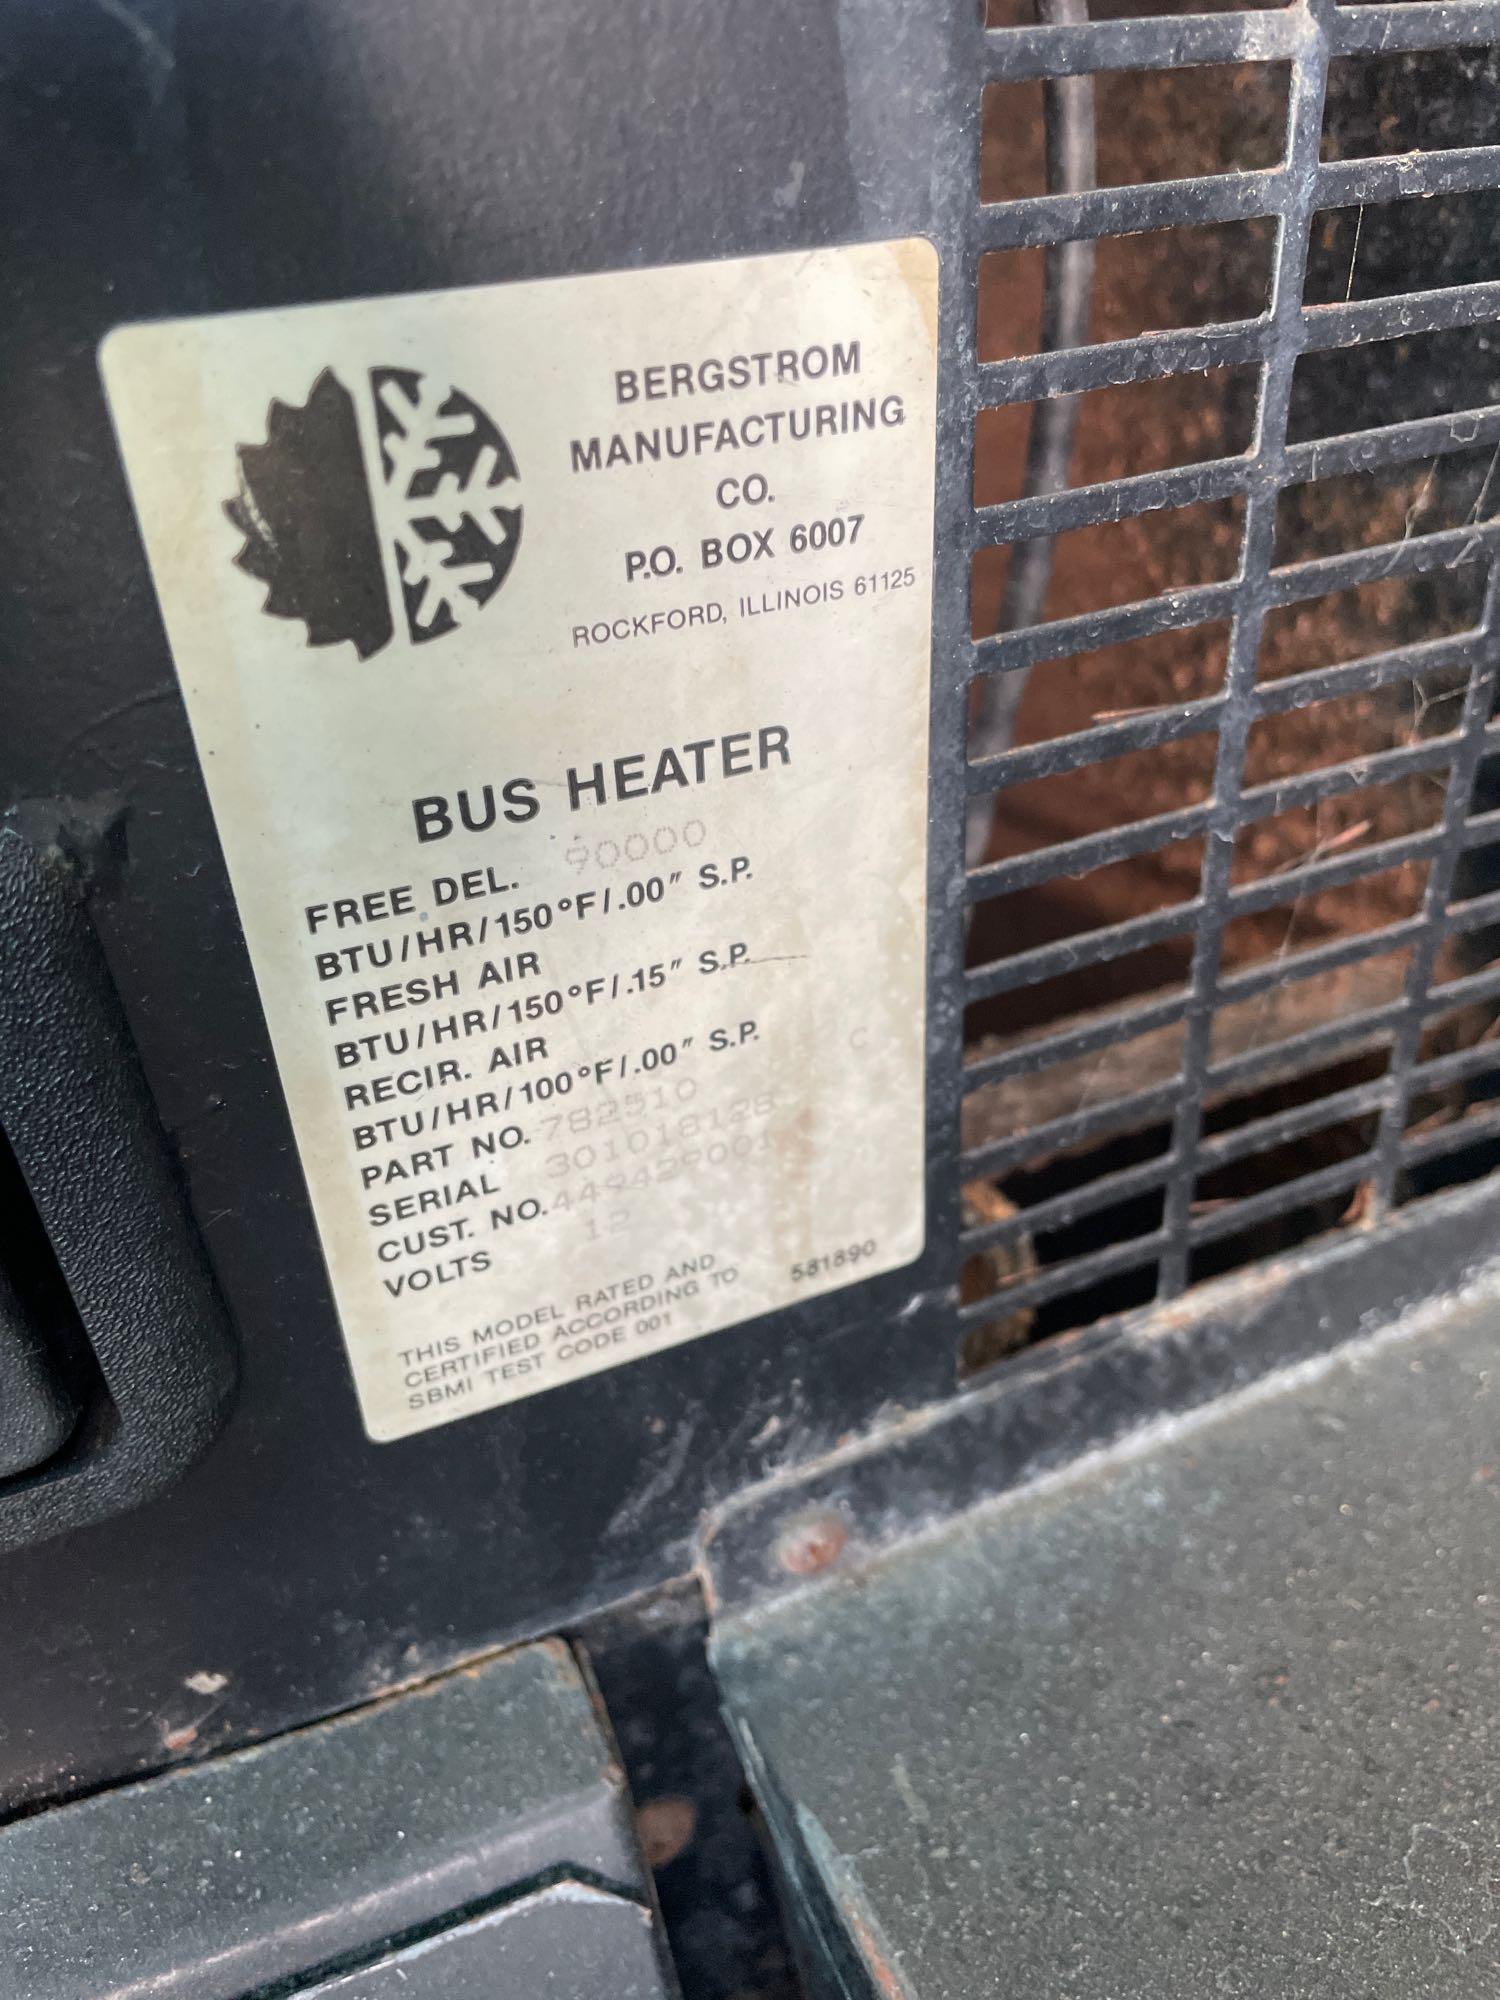 BERGSTROM
MANUFACTURING
CO.
P.O. BOX 6007
ROCKFORD, ILLINOIS 61125
BUS HEATER
FREE DEL. 90000
BTU/HR/150°F/.00" S.P.
FRESH AIR
BTU/HR/150°F/.15" S.P.
RECIR. AIR
BTU/HR/100°F/.00" S.P.
PART NO. 782510
SERIAL 301018128
CUST. NO.
VOLTS 12
THIS MODEL RATED AND
CERTIFIED ACCORDING TO
SBMI TEST CODE 001
581890